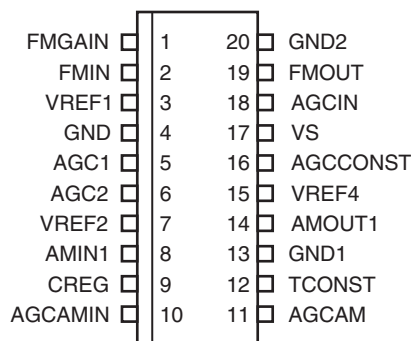 FMGAIN 1 20 GND2
FMIN 2 19 FMOUT
VREF1 3 18 AGCIN
GND 4 17 VS
AGC1 5 16 AGCCONST
AGC2 6 15 VREF4
VREF2 7 14 AMOUT1
AMIN1 8 13 GND1
CREG 9 12 TCONST
AGCAMIN 10 11 AGCAM